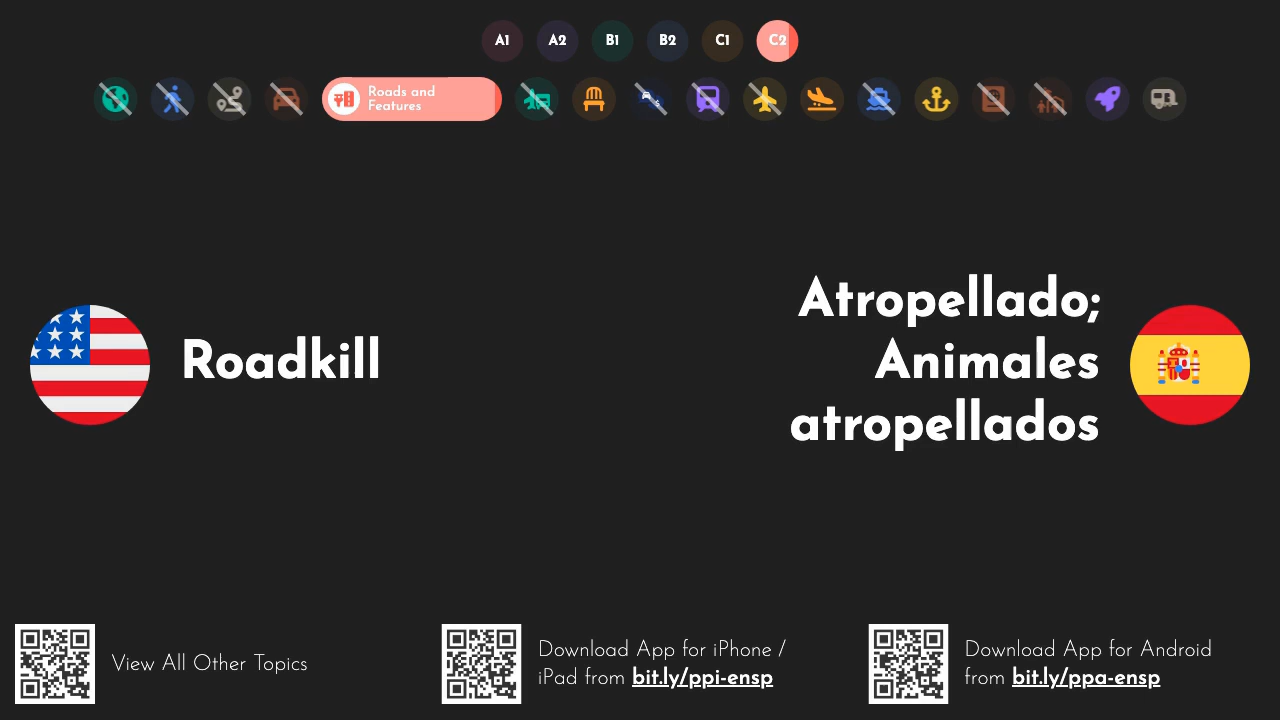 A1 A2 B1 B2 C1 C2
Roads and
Features
Roadkill
Atropellado;
Animales
atropellados
View All Other Topics
Download App for iPhone /
iPad from bit.ly/ppi-ensp
Download App for Android
from bit.ly/ppa-ensp